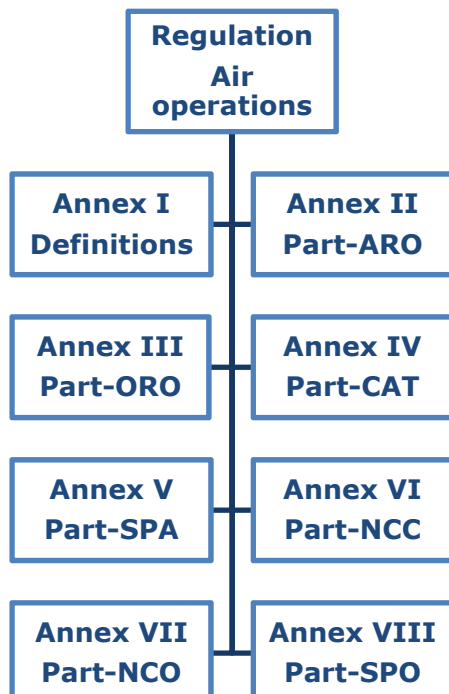 Regulation
Air
operations
Annex I
Definitions
Annex II
Part-ARO
Annex III
Part-ORO
Annex IV
Part-CAT
Annex V
Part-SPA
Annex VI
Part-NCC
Annex VII
Part-NCO
Annex VIII
Part-SPO